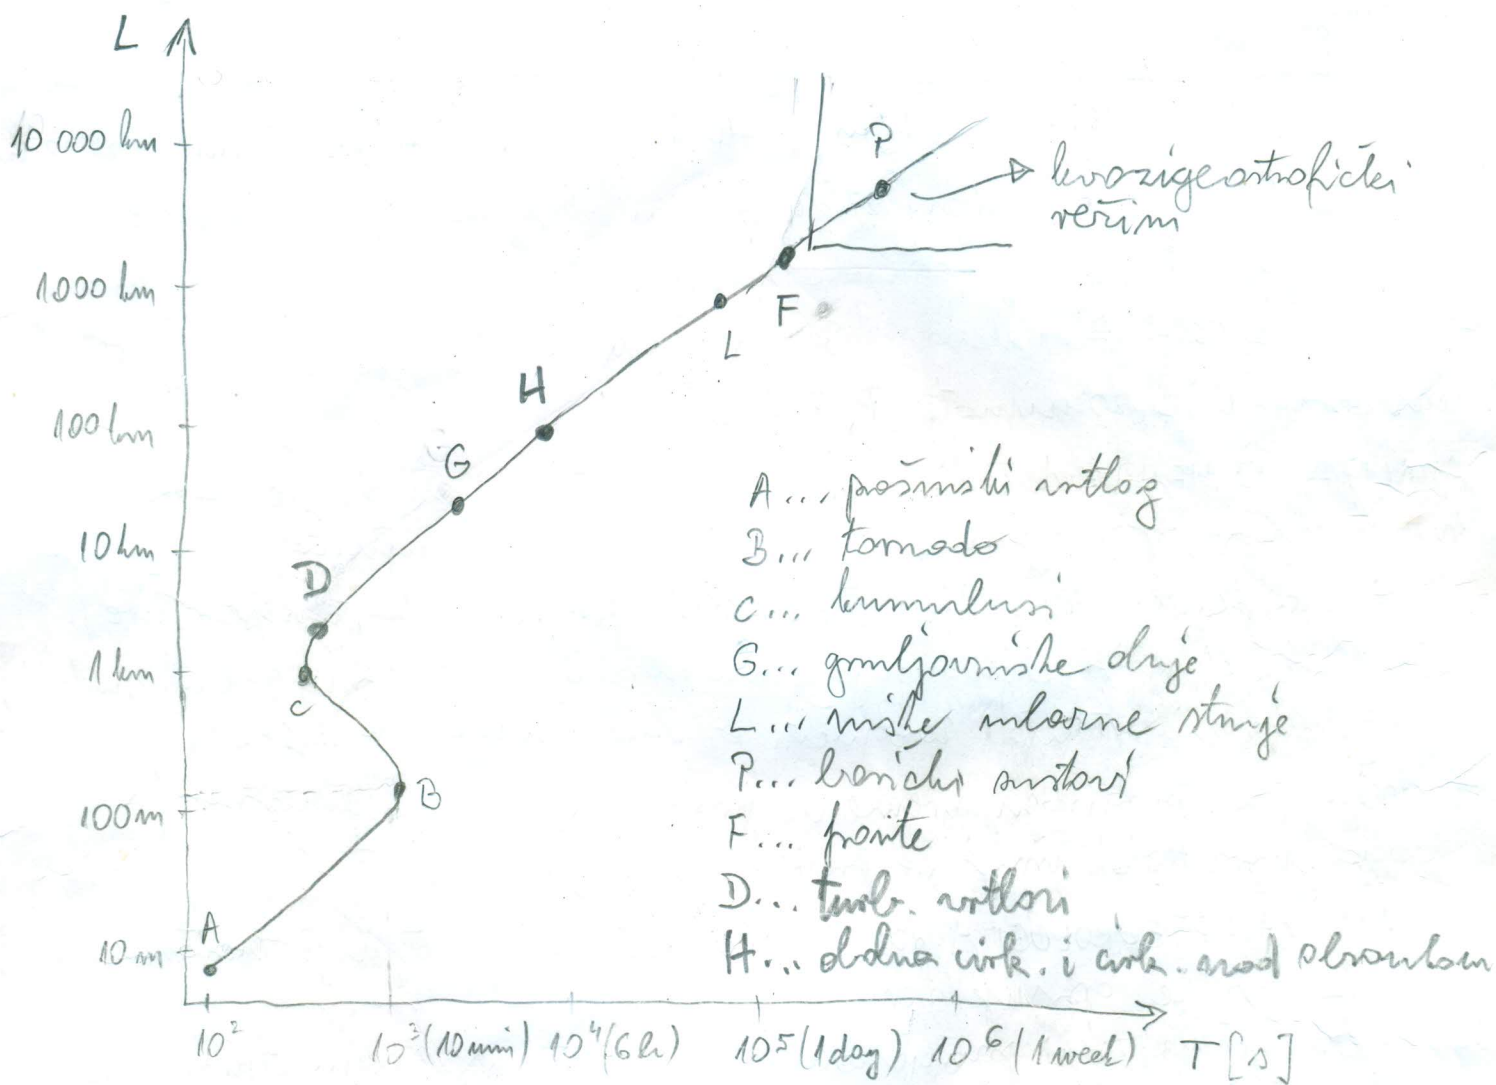 L
10 000 km
1000 km
100 km
10 km
1 km
100 m
10 m
P
kvazigeostrofički
režim
F
L
H
G
D
C
B
A
A... pješčani vrtlog
B... tornado
C... kumulusi
G... grmljavinske oluje
L... niske mlazne struje
P... barički sustavi
F... fronte
D... turb. vrtlozi
H... obalna cirk. i cirk. nad
10² 10³ (10 min) 10⁴ (6 h) 10⁵ (1 day) 10⁶ (1 week) T [s]